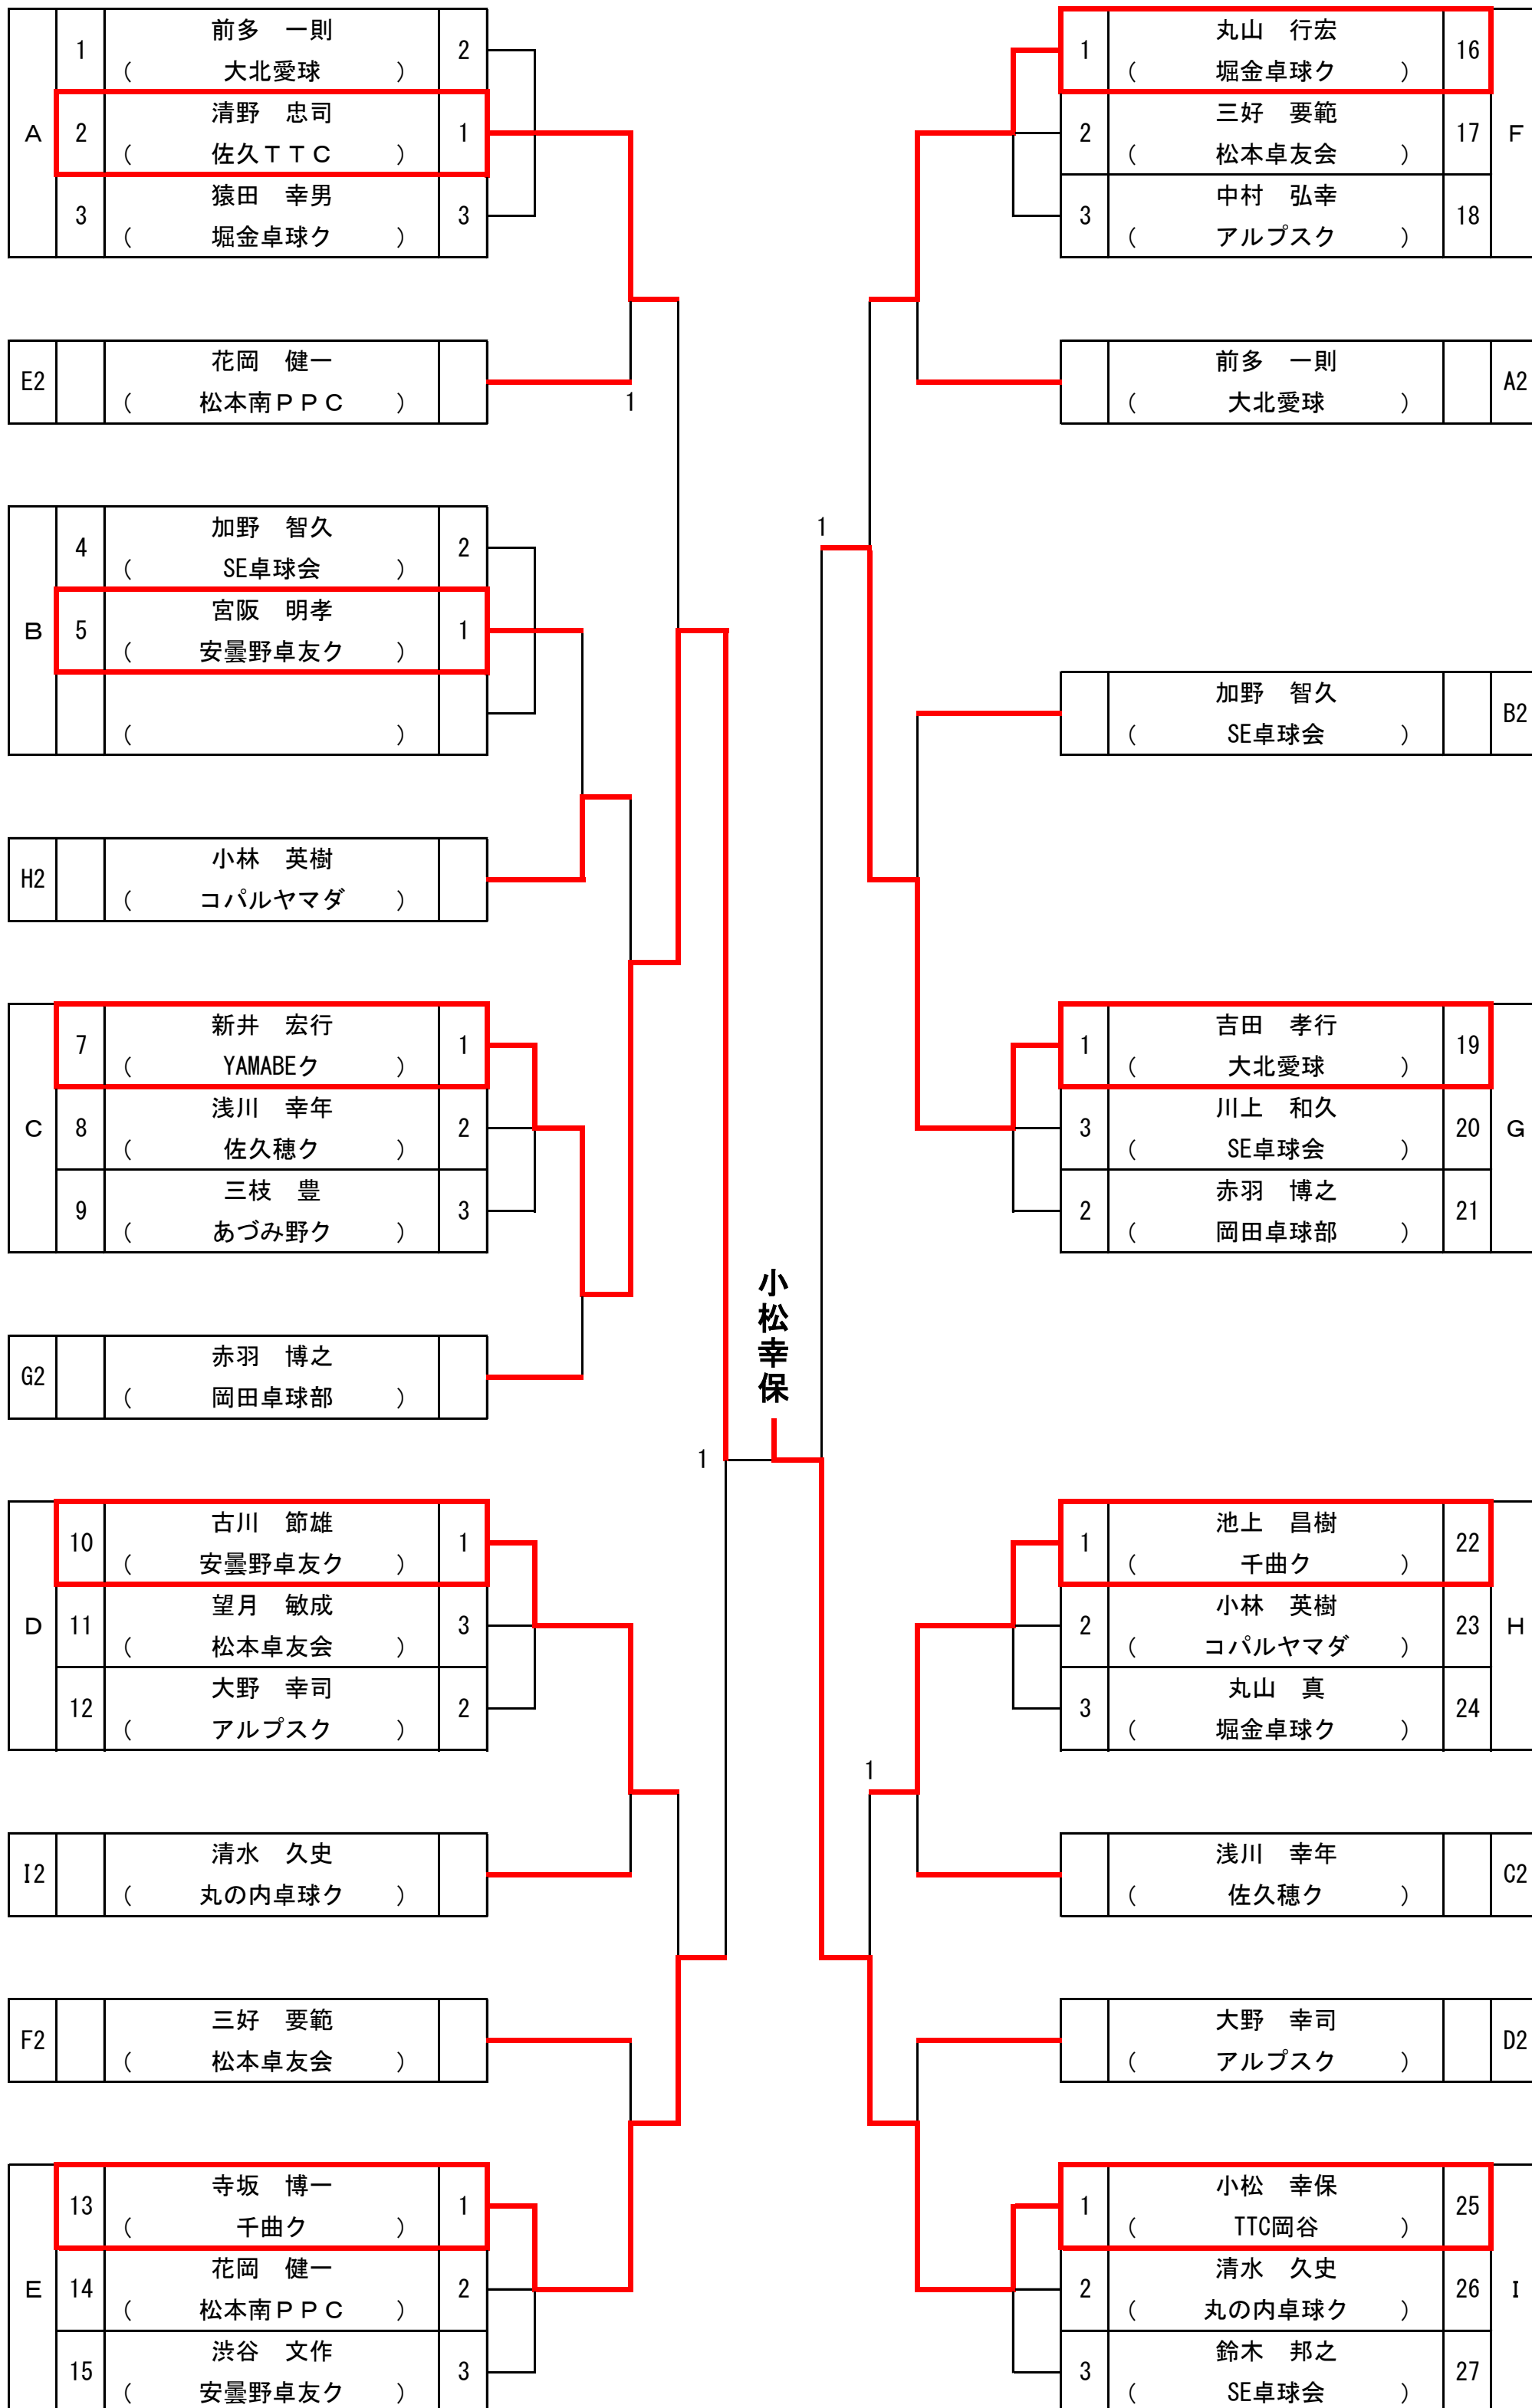 A
1
前多　一則
2
(　大北愛球　)
2
清野　忠司
1
(　佐久ＴＴＣ　)
3
猿田　幸男
3
(　堀金卓球ク　)
E2
花岡　健一
(　松本南ＰＰＣ　)
1
B
4
加野　智久
2
(　SE卓球会　)
5
宮阪　明孝
1
(　安曇野卓友ク　)
(　　)
H2
小林　英樹
(　コパルヤマダ　)
C
7
新井　宏行
1
(　YAMABEク　)
8
浅川　幸年
2
(　佐久穂ク　)
9
三枝　豊
3
(　あづみ野ク　)
G2
赤羽　博之
(　岡田卓球部　)
1
D
10
古川　節雄
1
(　安曇野卓友ク　)
11
望月　敏成
3
(　松本卓友会　)
12
大野　幸司
2
(　アルプスク　)
I2
清水　久史
(　丸の内卓球ク　)
F2
三好　要範
(　松本卓友会　)
E
13
寺坂　博一
1
(　千曲ク　)
14
花岡　健一
2
(　松本南ＰＰＣ　)
15
渋谷　文作
3
(　安曇野卓友ク　)
小松幸保
1
丸山　行宏
16
(　堀金卓球ク　)
2
三好　要範
17
F
(　松本卓友会　)
3
中村　弘幸
18
(　アルプスク　)
前多　一則
A2
(　大北愛球　)
1
加野　智久
B2
(　SE卓球会　)
1
吉田　孝行
19
(　大北愛球　)
3
川上　和久
20
G
(　SE卓球会　)
2
赤羽　博之
21
(　岡田卓球部　)
1
池上　昌樹
22
(　千曲ク　)
2
小林　英樹
23
H
(　コパルヤマダ　)
3
丸山　真
24
(　堀金卓球ク　)
1
浅川　幸年
C2
(　佐久穂ク　)
大野　幸司
D2
(　アルプスク　)
1
小松　幸保
25
(　TTC岡谷　)
2
清水　久史
26
I
(　丸の内卓球ク　)
3
鈴木　邦之
27
(　SE卓球会　)